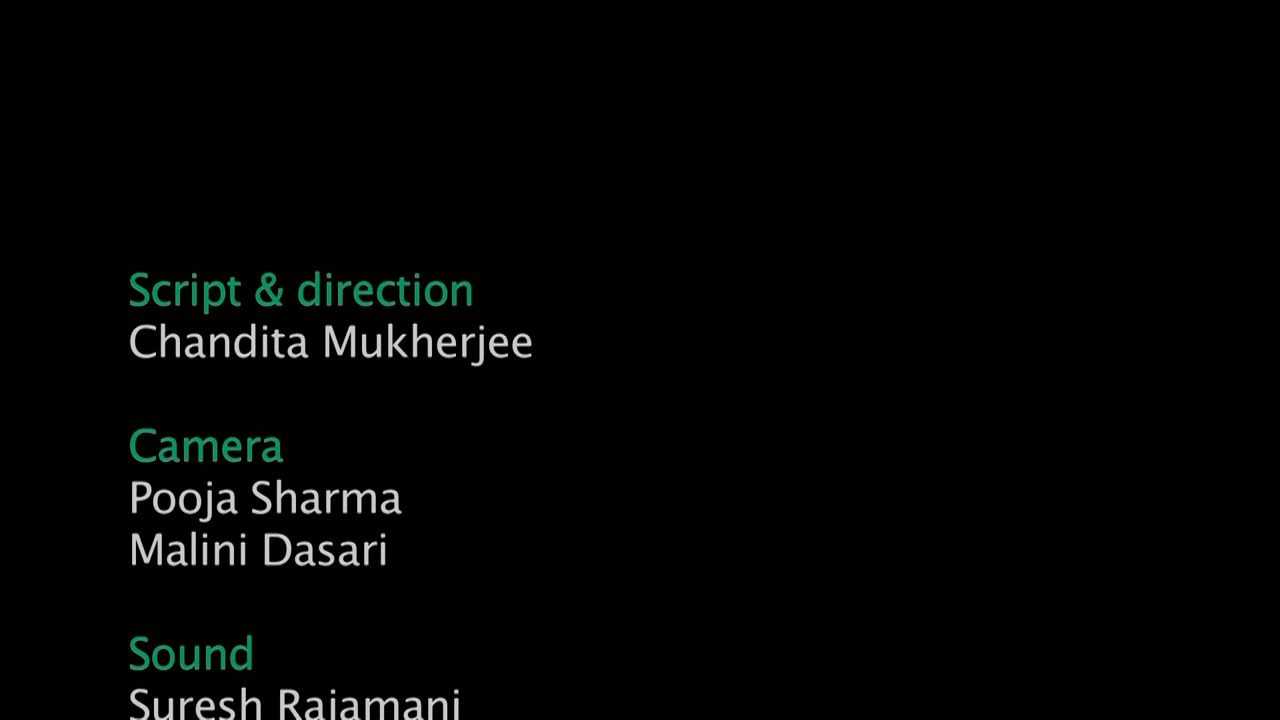 Script & direction
Chandita Mukherjee
Camera
Pooja Sharma
Malini Dasari
Sound
Suresh Rajamani